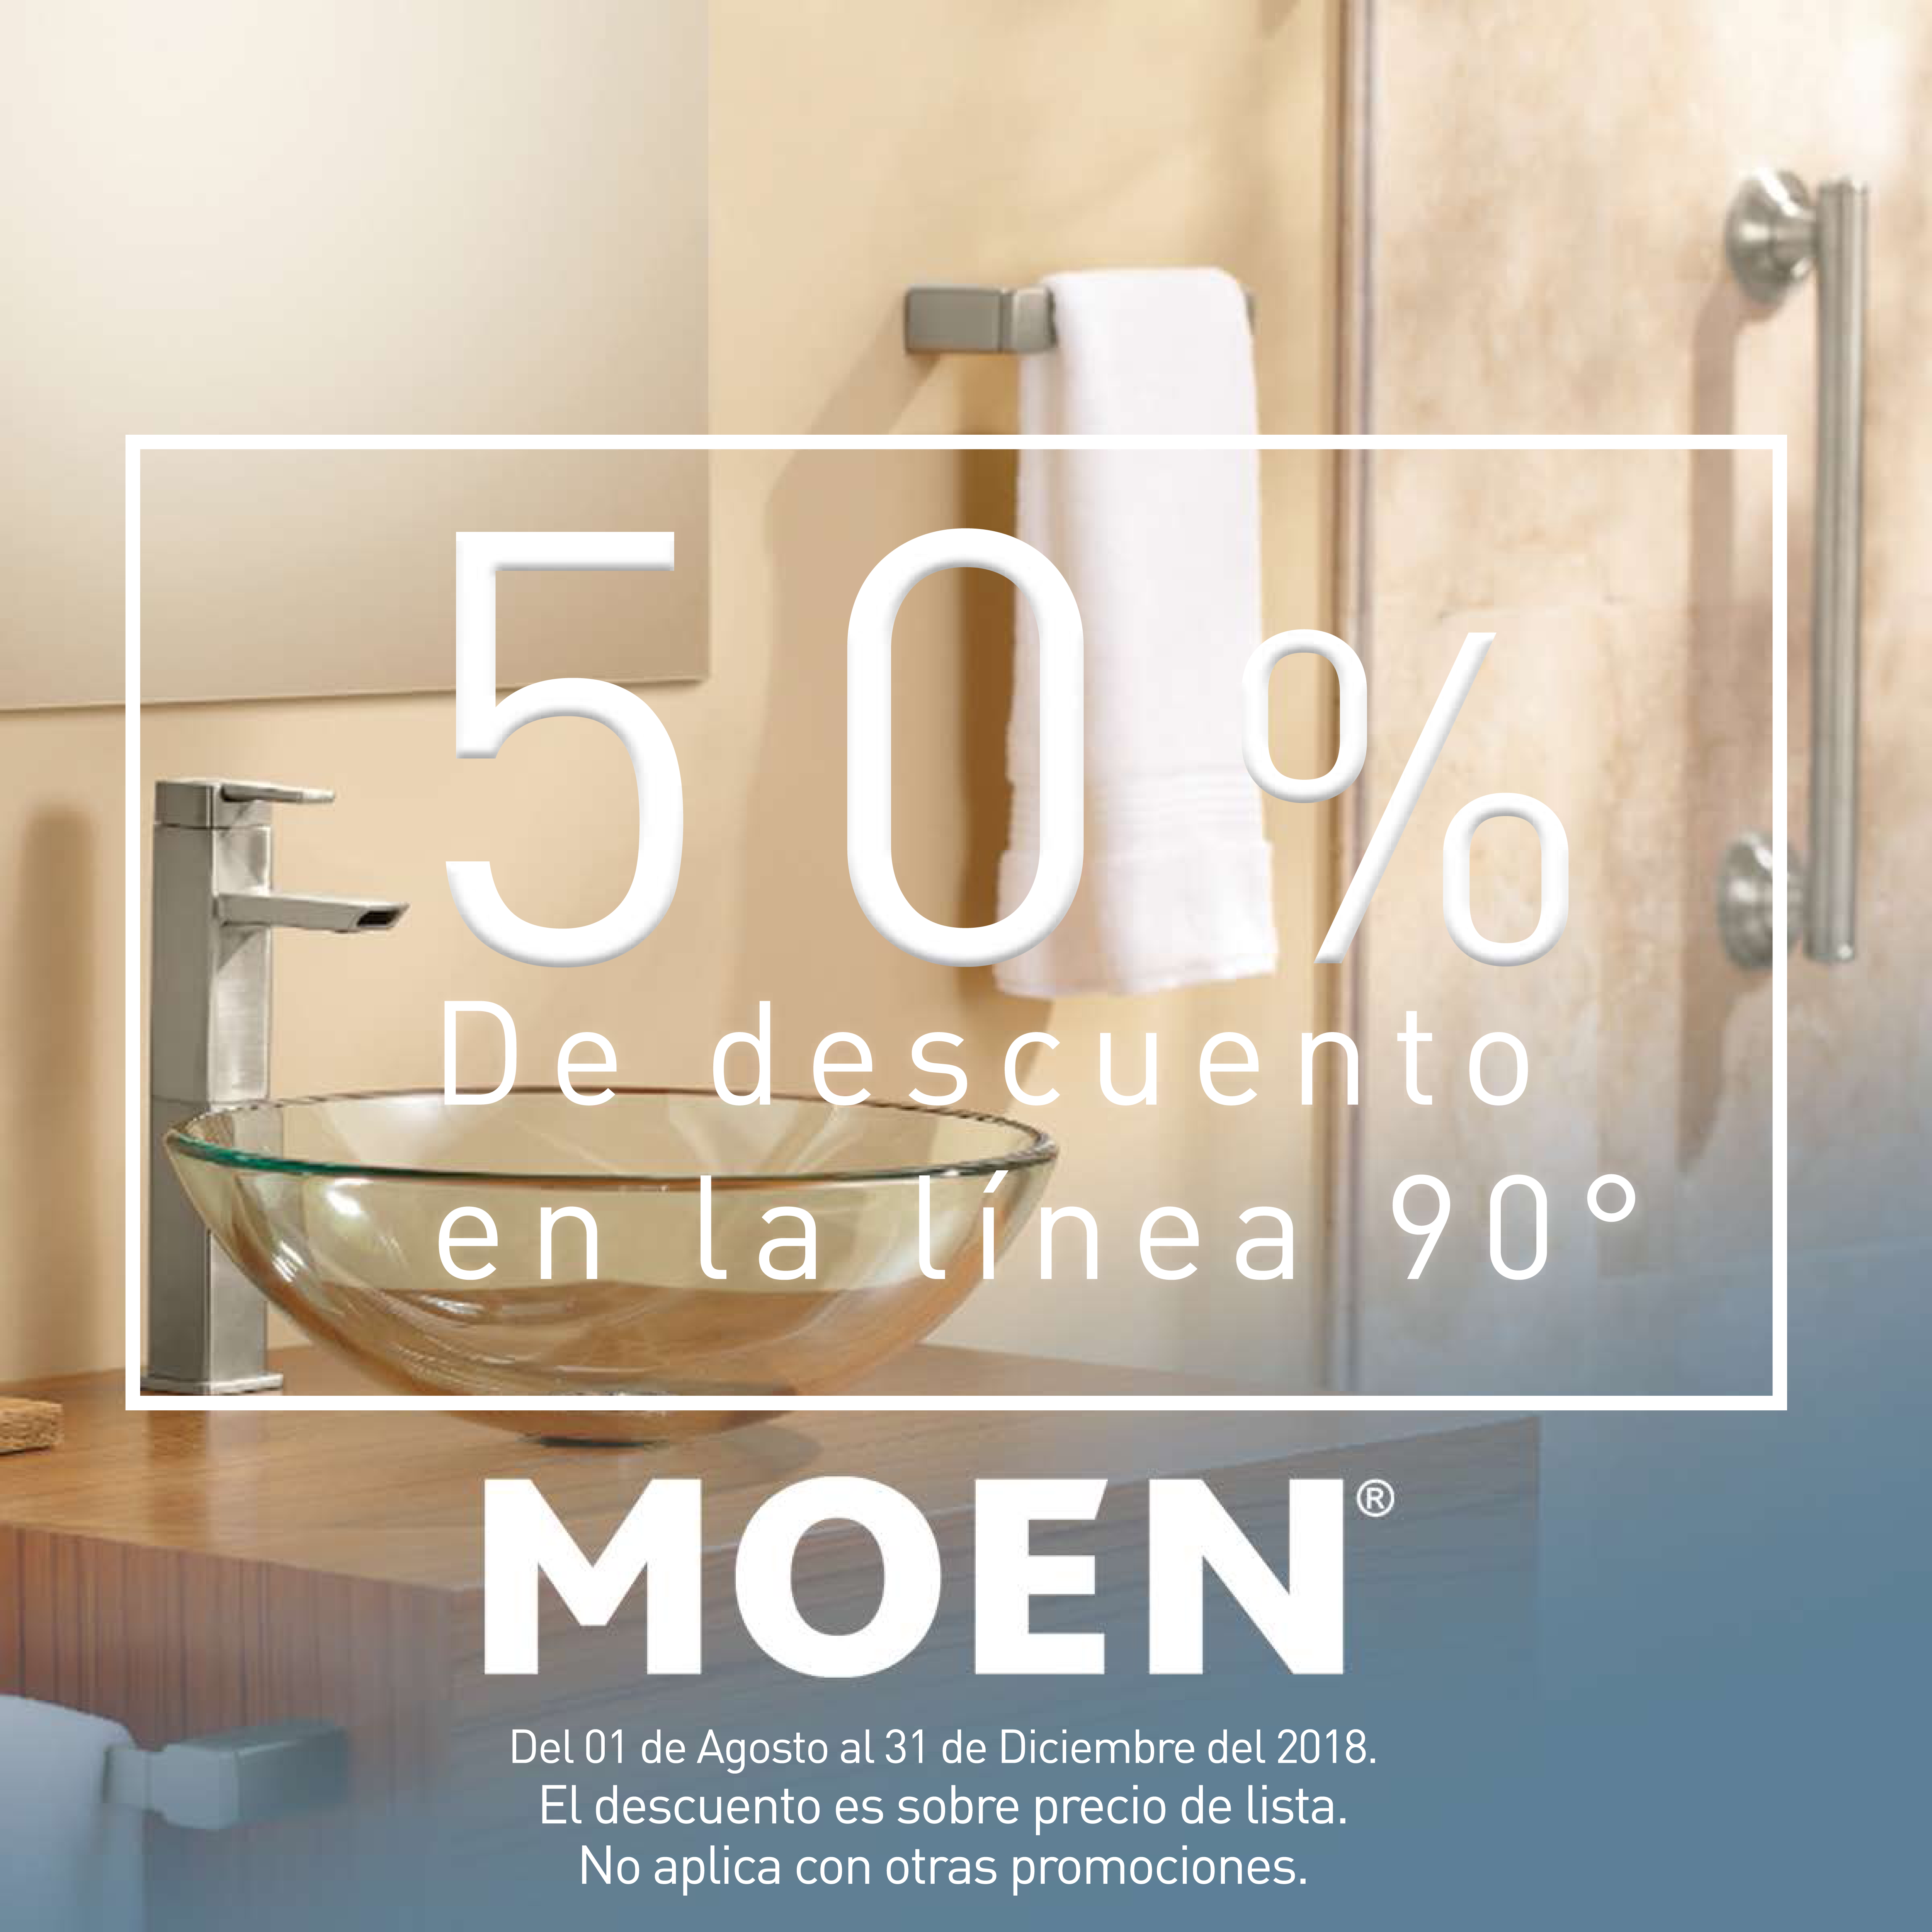 50%
De descuento
en la línea 90°
MOEN®
Del 01 de Agosto al 31 de Diciembre del 2018.
El descuento es sobre precio de lista.
No aplica con otras promociones.